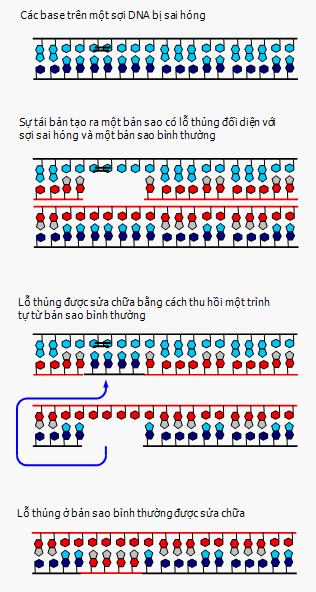 Các base trên một sợi DNA bị sai hóng
Sự tái bản tạo ra một bản sao có lỗ thủng đối diện với
sợi sai hóng và một bản sao bình thường
Lỗ thủng được sửa chữa bằng cách thu hồi một trình
tự từ bản sao bình thường
Lỗ thủng ở bản sao bình thường được sửa chữa